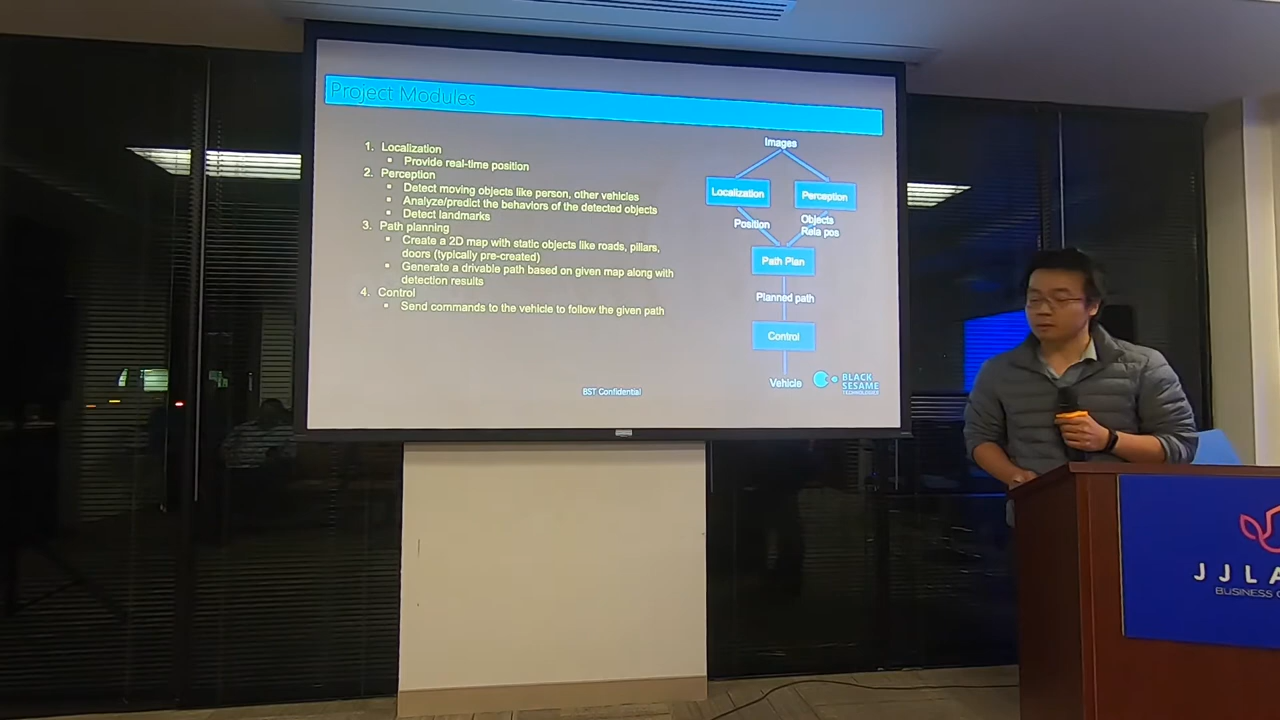 Project Modules
1. Localization
▪ Provide real-time position
2. Perception
▪ Detect moving objects like person, other vehicles
▪ Analyze/predict the behaviors of the detected objects
▪ Detect landmarks
3. Path planning
▪ Create a 2D map with static objects like roads, pillars,
doors (typically pre-created)
▪ Generate a drivable path based on given map along with
detection results
4. Control
▪ Send commands to the vehicle to follow the given path
Images
Localization
Perception
Position
Objects
Rela pos
Path Plan
Planned path
Control
Vehicle
BST Confidential
BLACK
SESAME
TECHNOLOGIES
JJLA
BUSINESS